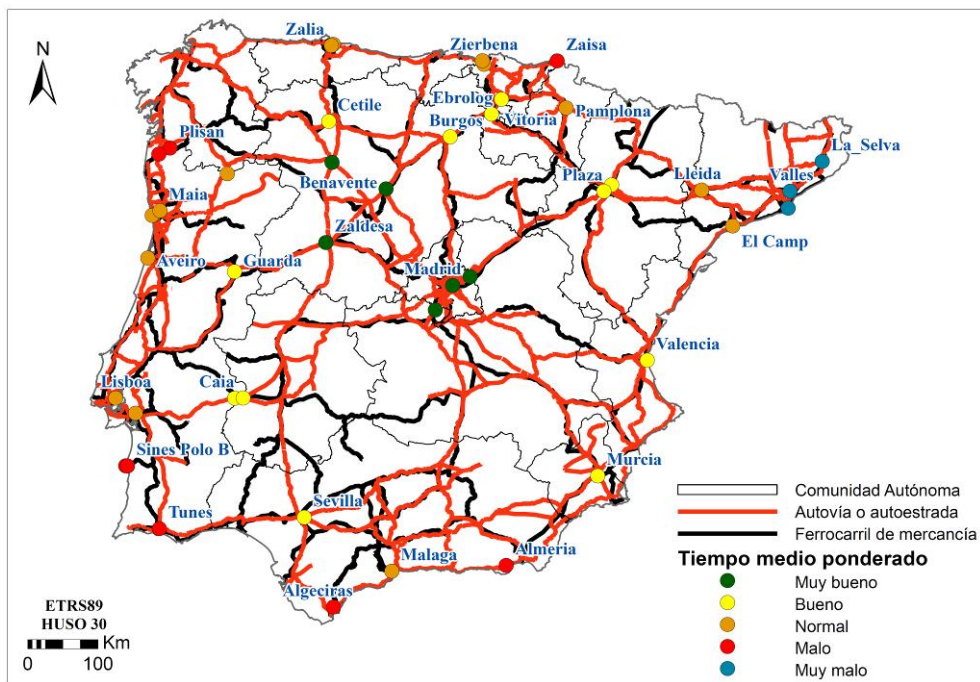 Zalia
Zierbena
Zaisa
N
Ebrolog
Cetile
Burgos
Vitoria
Pamplona
Plisan
La_Selva
Benavente
Plaza
Lleida
Valles
Maia
Zaldesa
El Camp
Aveiro
Guarda
Madrid
Valencia
Lisboa
Caia
Sines Polo B
Murcia
Comunidad Autónoma
Sevilla
Autovía o autoestrada
Tunes
Ferrocarril de mercancía
Malaga
Almeria
Tiempo medio ponderado
Algeciras
Muy bueno
ETRS89
Bueno
HUSO 30
Normal
Km
Malo
0 100
Muy malo